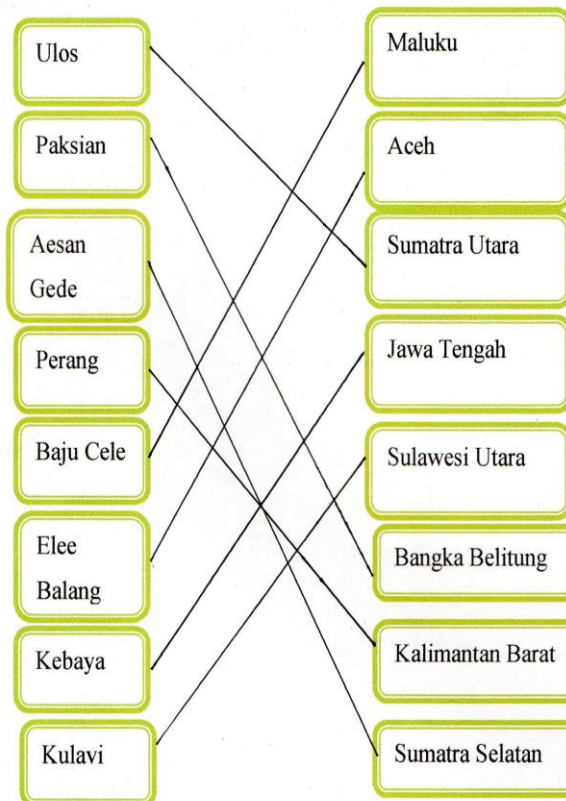 Ulos
Paksian
Aesan
Gede
Perang
Baju Cele
Elee
Balang
Kebaya
Kulavi
Maluku
Aceh
Sumatra Utara
Jawa Tengah
Sulawesi Utara
Bangka Belitung
Kalimantan Barat
Sumatra Selatan